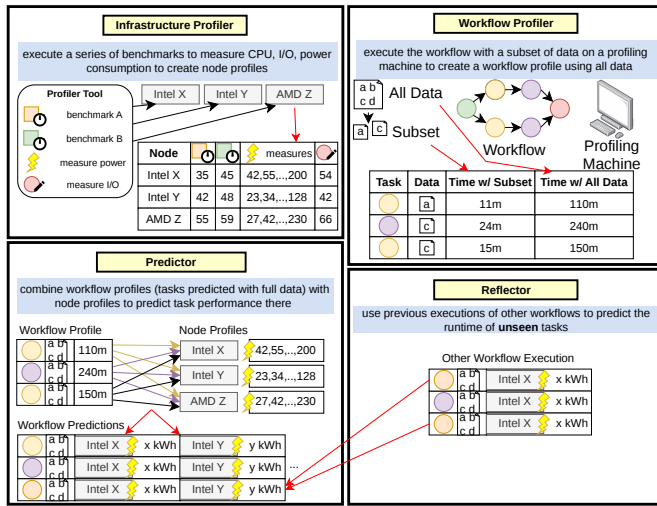 Infrastructure Profiler
execute a series of benchmarks to measure CPU, I/O, power
consumption to create node profiles
Profiler Tool
benchmark A
benchmark B
measure power
measure I/O
Intel X
Intel Y
AMD Z
Node measures
Intel X 35 45 42,55,..,200 54
Intel Y 42 48 23,34,..,128 42
AMD Z 55 59 27,42,..,230 66
Workflow Profiler
execute the workflow with a subset of data on a profiling
machine to create a workflow profile using all data
a b
c d
All Data
a
c
Subset
Workflow
Profiling
Machine
Task Data Time w/ Subset Time w/ All Data
a 11m 110m
c 24m 240m
c 15m 150m
Predictor
combine workflow profiles (tasks predicted with full data) with
node profiles to predict task performance there
Workflow Profile
a b
c d
110m
a b
c d
240m
a b
c d
150m
Node Profiles
Intel X 42,55,..,200
Intel Y 23,34,..,128
AMD Z 27,42,..,230
Workflow Predictions
a b
c d
Intel X x kWh Intel Y y kWh
a b
c d
Intel X x kWh Intel Y y kWh
...
a b
c d
Intel X x kWh Intel Y y kWh
Reflector
use previous executions of other workflows to predict the
runtime of unseen tasks
Other Workflow Execution
a b
c d
Intel X x kWh
a b
c d
Intel X x kWh
a b
c d
Intel X x kWh